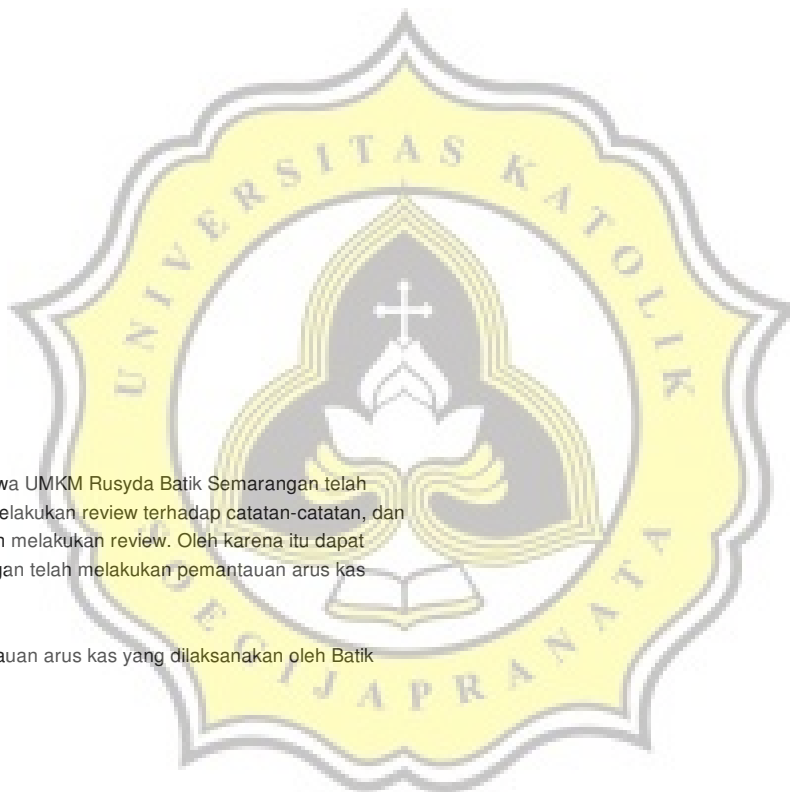 UNIVERSITAS KATOLIK
wa UMKM Rusyda Batik Semarangan telah
elakukan review terhadap catatan-catatan, dan
melakukan review. Oleh karena itu dapat
gan telah melakukan pemantauan arus kas
auan arus kas yang dilaksanakan oleh Batik
SOEGIJAPRANATA